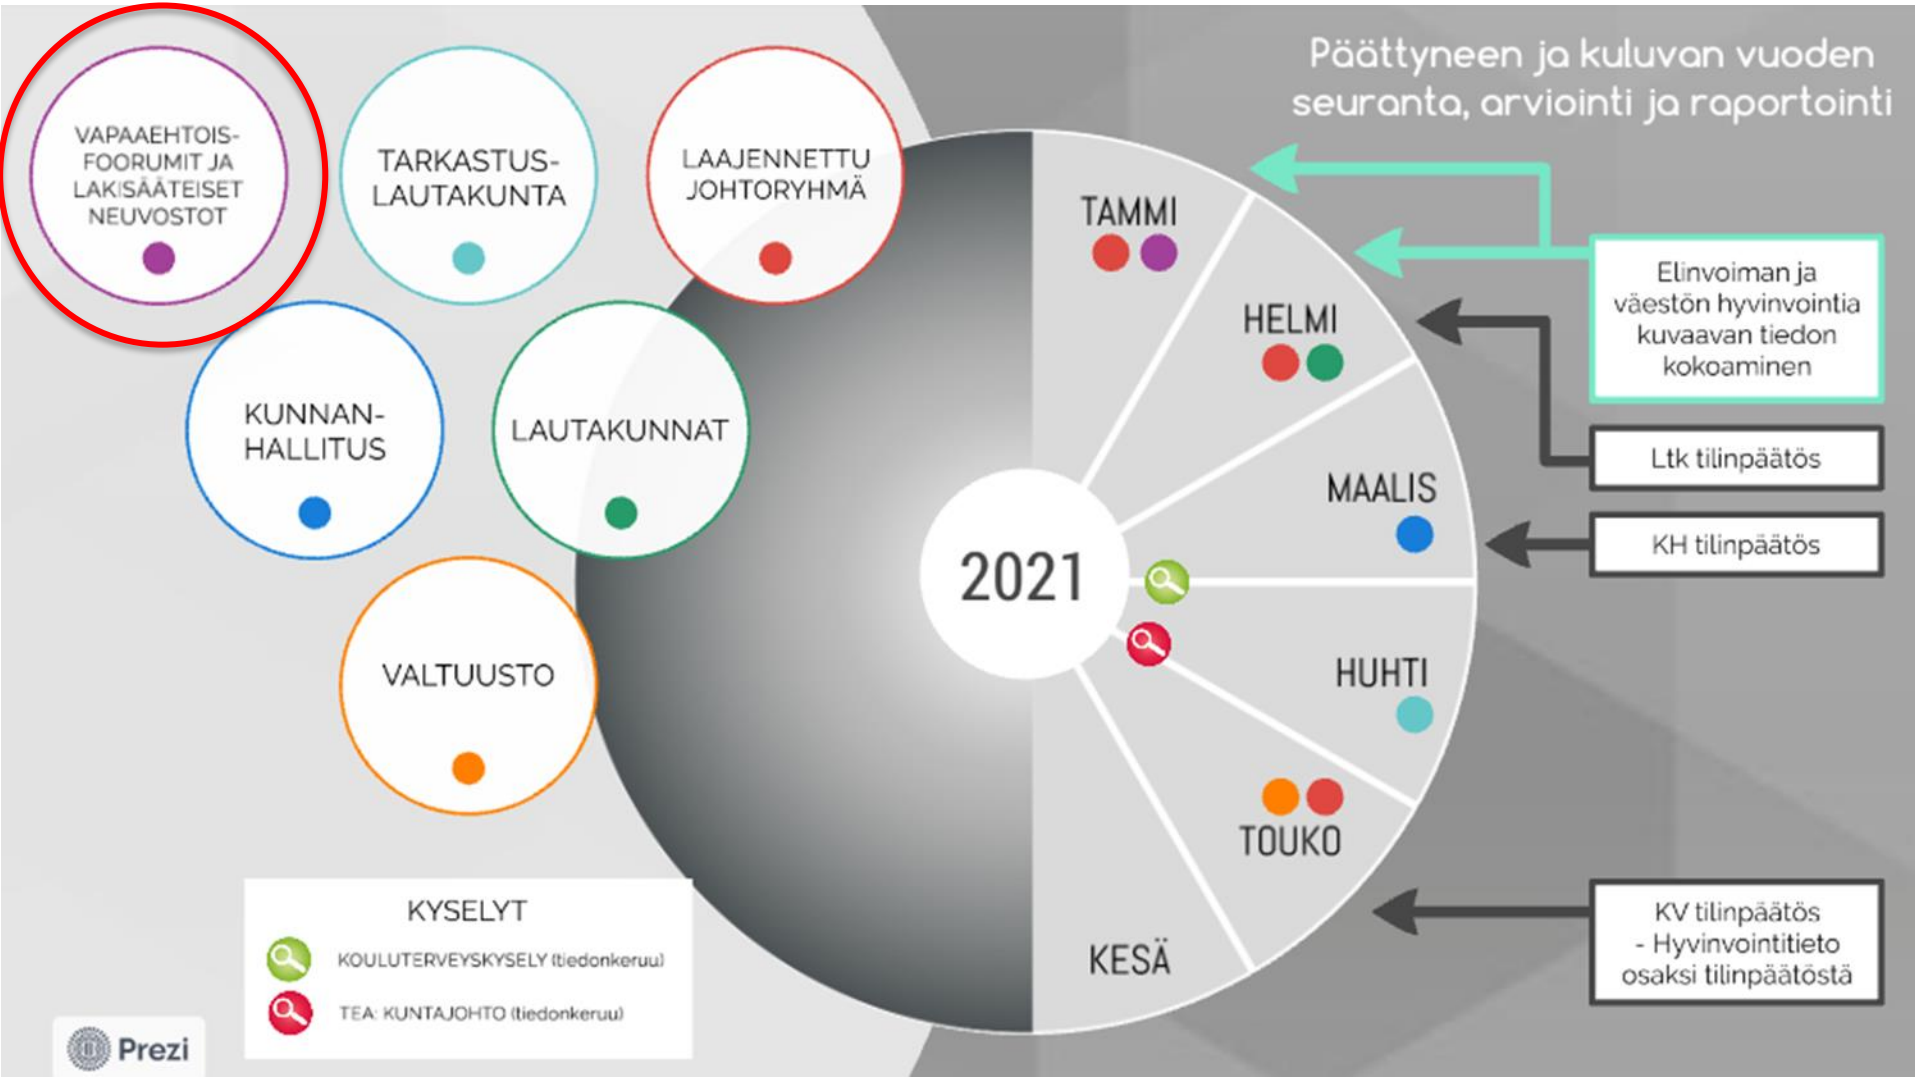 Päättyneen ja kuluvan vuoden
seuranta, arviointi ja raportointi
VAPAAEHTOIS-
FOORUMIT JA
LAKISÄÄTEISET
NEUVOSTOT
TARKASTUS-
LAUTAKUNTA
LAAJENNETTU
JOHTORYHMÄ
KUNNAN-
HALLITUS
LAUTAKUNNAT
VALTUUSTO
2021
TAMMI
HELMI
MAALIS
HUHTI
TOUKO
KESÄ
Elinvoiman ja
väestön hyvinvointia
kuvaavan tiedon
kokoaminen
Ltk tilinpäätös
KH tilinpäätös
KV tilinpäätös
- Hyvinvointitieto
osaksi tilinpäätöstä
KYSELYT
KOULUTERVEYSKYSELY (tiedonkeruu)
TEA: KUNTAJOHTO (tiedonkeruu)
Prezi